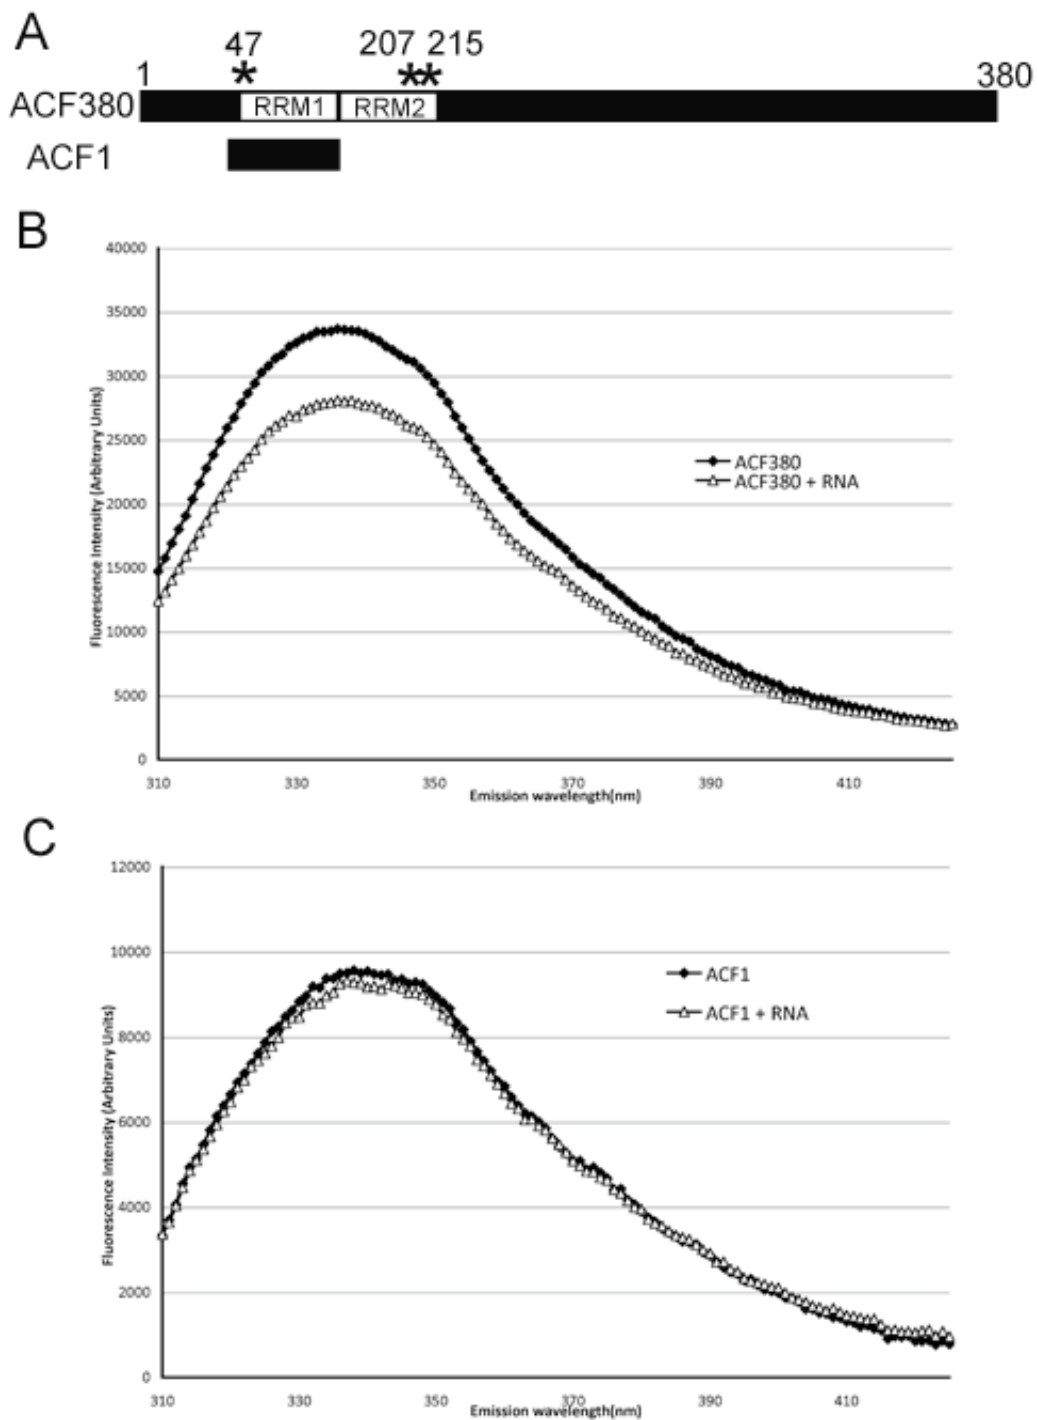 A
47 207 215
* **
1 380
ACF380 RRM1 RRM2
ACF1
B
40000
35000
30000
25000
20000
15000
10000
5000
0
Fluorescence Intensity (Arbitrary Units)
ACF380
ACF380 + RNA
310 330 350 370 390 410
Emission wavelength(nm)
C
12000
10000
8000
6000
4000
2000
0
Fluorescence Intensity (Arbitrary Units)
ACF1
ACF1 + RNA
310 330 350 370 390 410
Emission wavelength(nm)